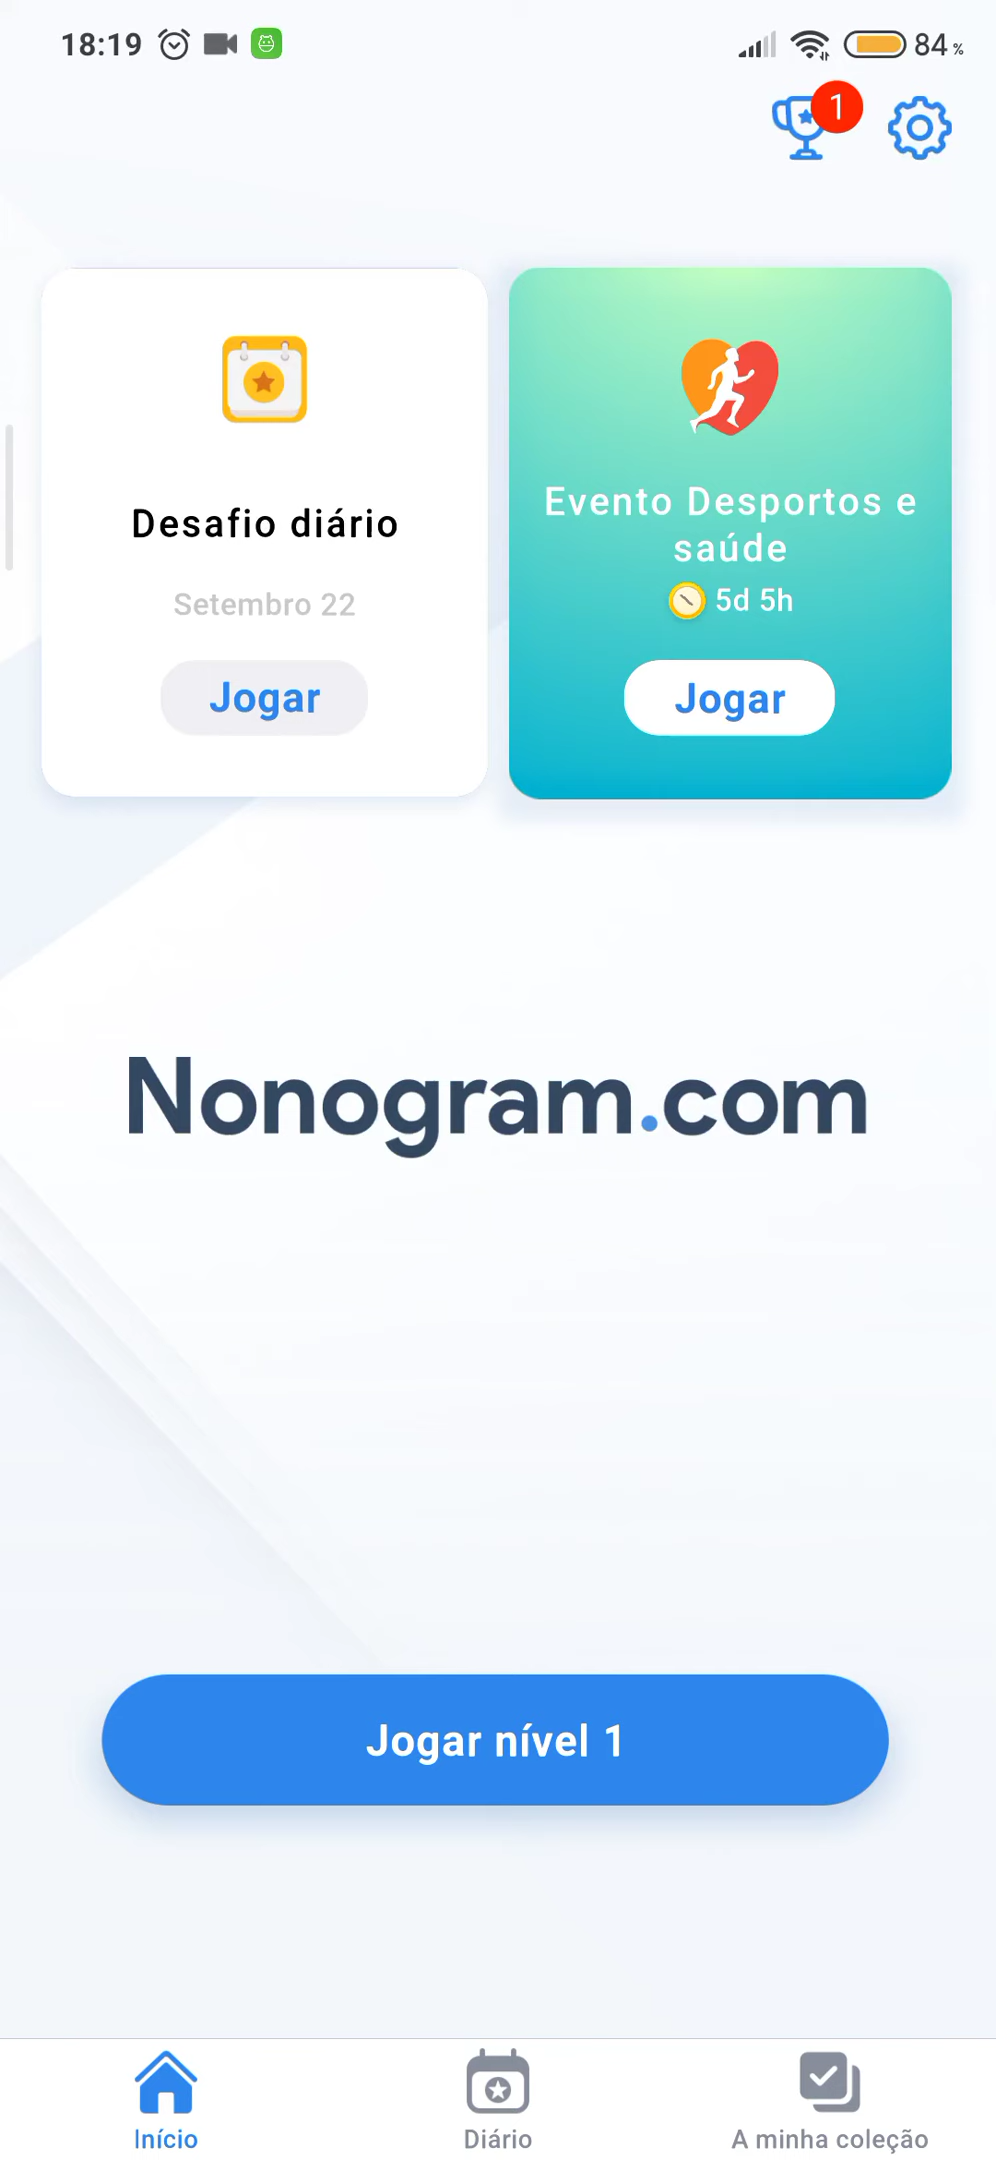 18:19
84 %
1
Desafio diário
Setembro 22
Jogar
Evento Desportos e
saúde
5d 5h
Jogar
Nonogram.com
Jogar nível 1
Início
Diário
A minha coleção